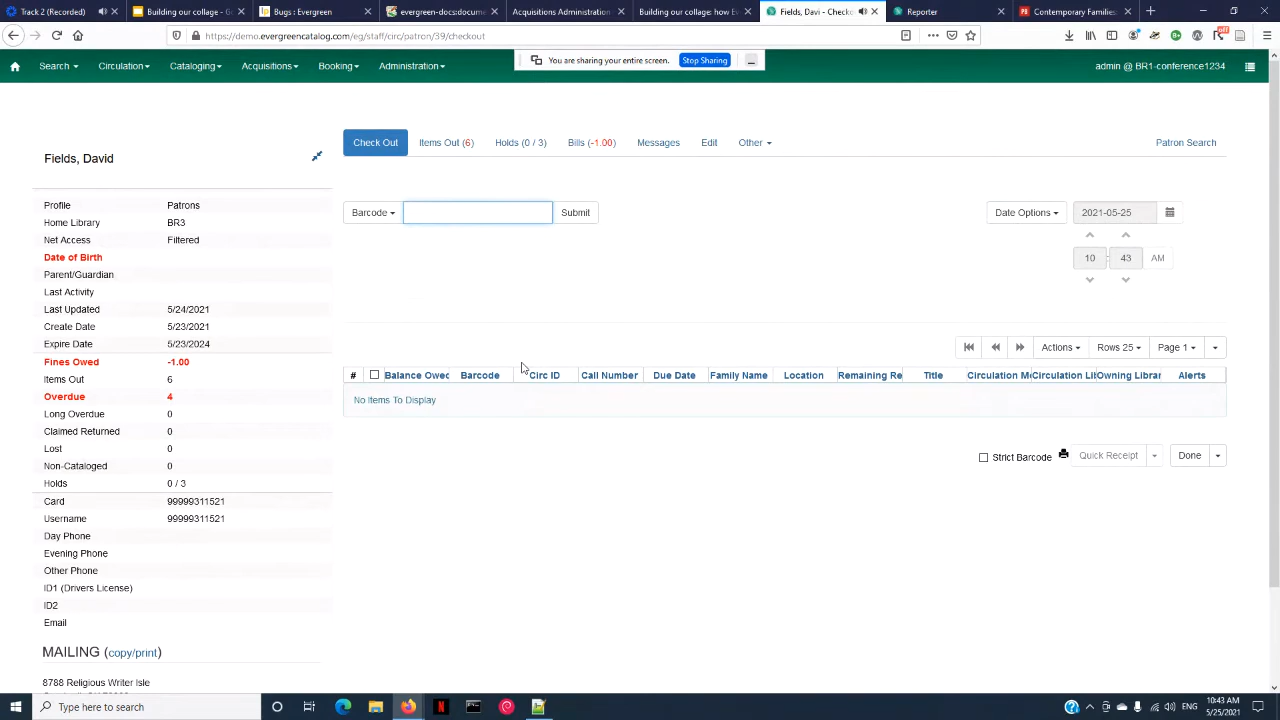 Track2 (Received)
Building our collage - G
Bugs : Evergreen
evergreen-docsdocume
Acquisitions Administration
Building our collage: how E
Fields, Davi - Checko
Reporter
Contemporary Families
https://demo.evergreencatalog.com/eg/staff/circ/patron/39/checkout
off
You are sharing your entire screen. Stop Sharing
Search Circulation Cataloging Acquisitions Booking Administration
admin @ BR1-conference1234
Check Out Items Out (6) Holds (0 / 3) Bills (-1.00) Messages Edit Other Patron Search
Fields, David
Profile Patrons
Home Library BR3
Net Access Filtered
Date of Birth
Parent/Guardian
Last Activity
Last Updated 5/24/2021
Create Date 5/23/2021
Expire Date 5/23/2024
Fines Owed -1.00
Items Out 6
Overdue 4
Long Overdue 0
Claimed Returned 0
Lost 0
Non-Cataloged 0
Holds 0 / 3
Card 99999311521
Username 99999311521
Day Phone
Evening Phone
Other Phone
ID1 (Drivers License)
ID2
Email
MAILING (copy/print)
8788 Religious Writer Isle
Barcode Submit Date Options 2021-05-25
10 43 AM
Actions Rows 25 Page 1
# Balance Owec Barcode Circ ID Call Number Due Date Family Name Location Remaining Re Title Circulation M Circulation Lil Owning Librar Alerts
No Items To Display
Strict Barcode Quick Receipt Done
Type here to search
ENG
10:43 AM
5/25/2021